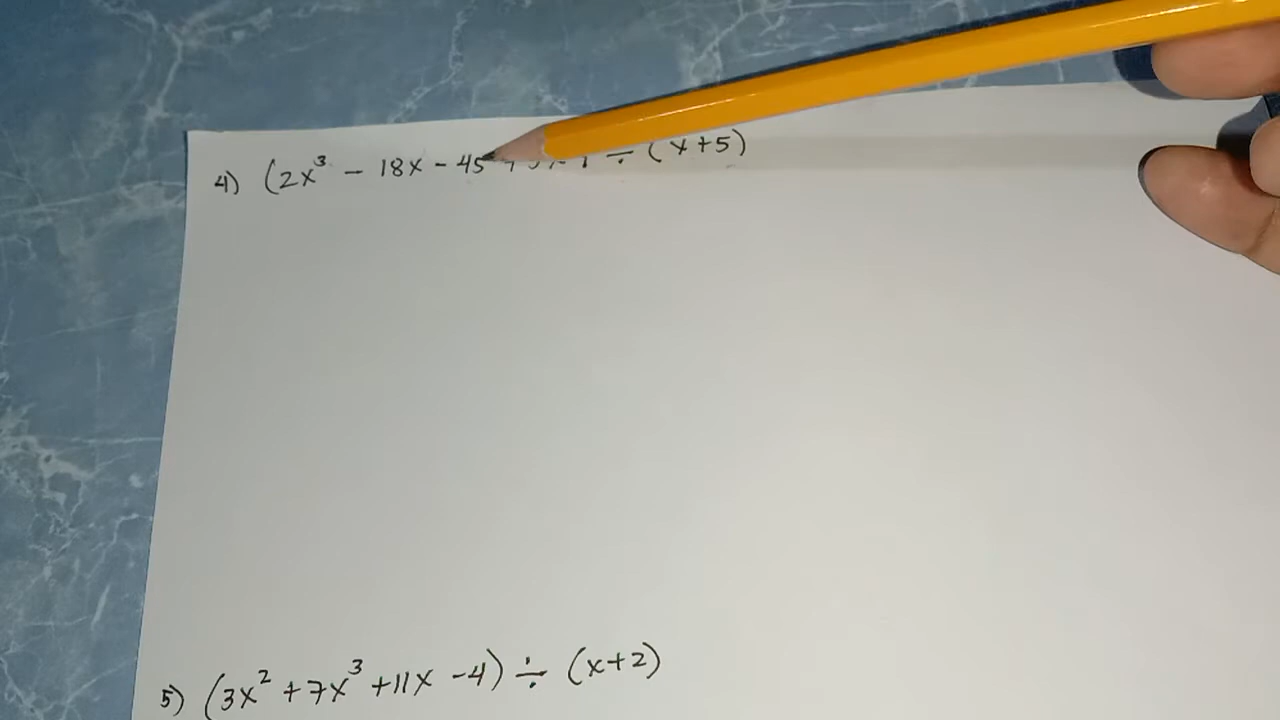 4) (2x³ - 18x - 45 ÷ (x+5)
5) (3x² + 7x³ + 11x - 4) ÷ (x+2)